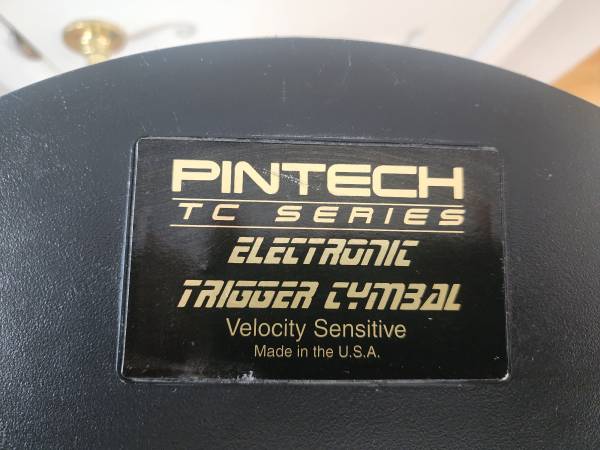 PINTECH
TC SERIES
ELECTRONIC
TRIGGER CYMBAL
Velocity Sensitive
Made in the U.S.A.